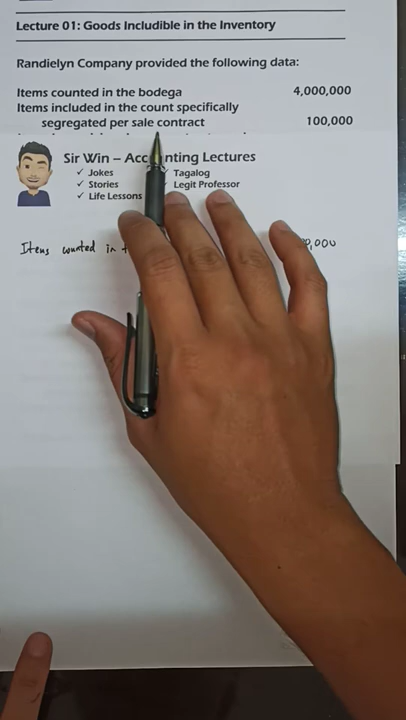 Lecture 01: Goods Includible in the Inventory
Randielyn Company provided the following data:
Items counted in the bodega 4,000,000
Items included in the count specifically
segregated per sale contract 100,000
Sir Win – Accounting Lectures
✓ Jokes ✓ Tagalog
✓ Stories Legit Professor
✓ Life Lessons
Items counted in